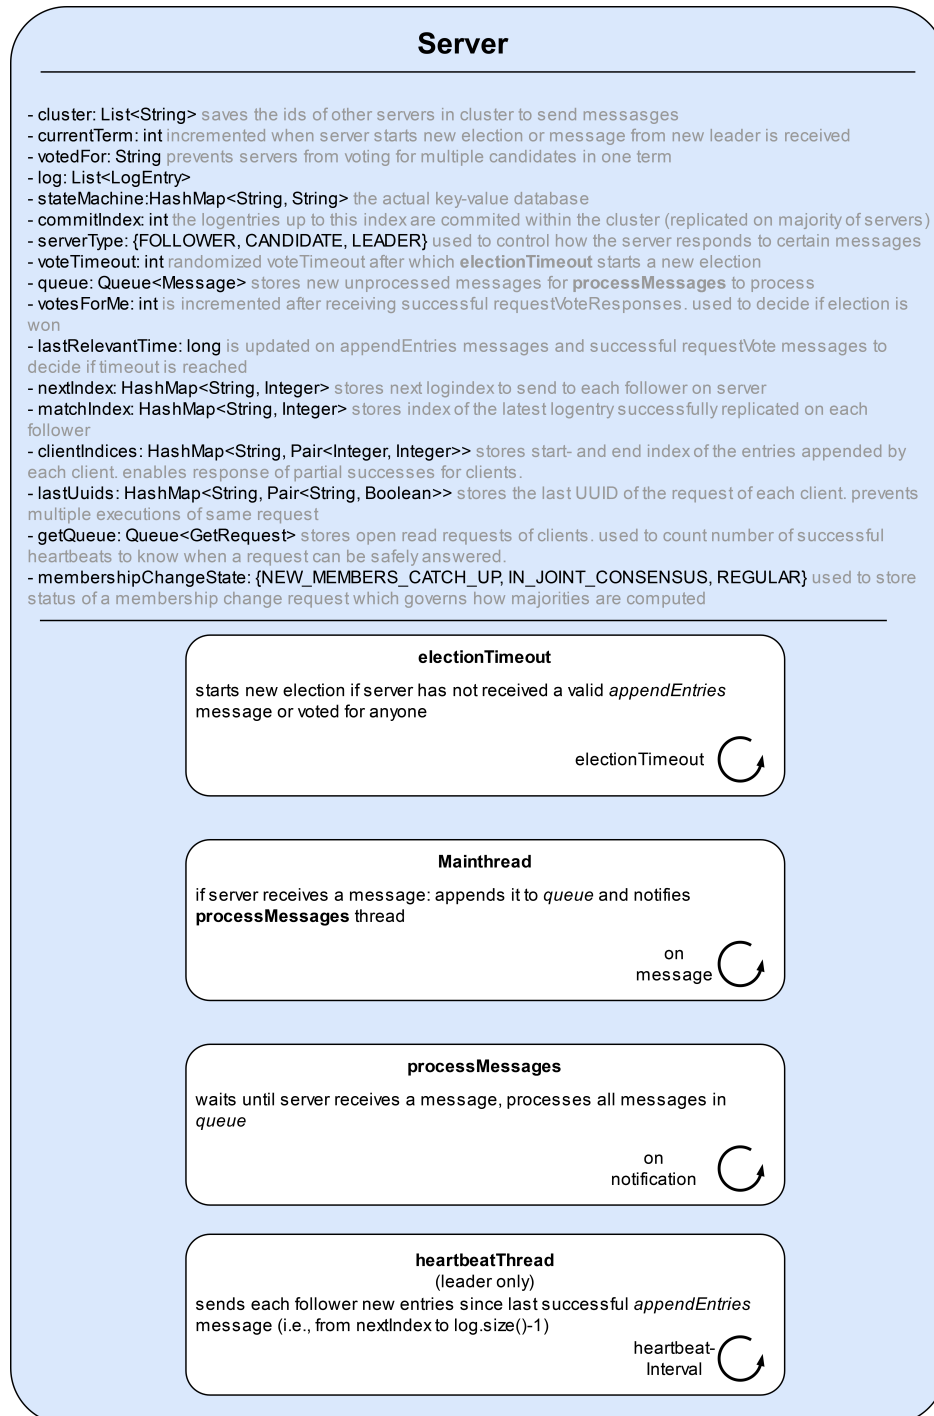 Server
- cluster: List<String> saves the ids of other servers in cluster to send messasges
- currentTerm: int incremented when server starts new election or message from new leader is received
- votedFor: String prevents servers from voting for multiple candidates in one term
- log: List<LogEntry>
- stateMachine:HashMap<String, String> the actual key-value database
- commitIndex: int the logentries up to this index are commited within the cluster (replicated on majority of servers)
- serverType: {FOLLOWER, CANDIDATE, LEADER} used to control how the server responds to certain messages
- voteTimeout: int randomized voteTimeout after which electionTimeout starts a new election
- queue: Queue<Message> stores new unprocessed messages for processMessages to process
- votesForMe: int is incremented after receiving successful requestVoteResponses. used to decide if election is
won
- lastRelevantTime: long is updated on appendEntries messages and successful requestVote messages to
decide if timeout is reached
- nextIndex: HashMap<String, Integer> stores next logindex to send to each follower on server
- matchIndex: HashMap<String, Integer> stores index of the latest logentry successfully replicated on each
follower
- clientIndices: HashMap<String, Pair<Integer, Integer>> stores start- and end index of the entries appended by
each client. enables response of partial successes for clients.
- lastUuids: HashMap<String, Pair<String, Boolean>> stores the last UUID of the request of each client. prevents
multiple executions of same request
- getQueue: Queue<GetRequest> stores open read requests of clients. used to count number of successful
heartbeats to know when a request can be safely answered.
- membershipChangeState: {NEW_MEMBERS_CATCH_UP, IN_JOINT_CONSENSUS, REGULAR} used to store
status of a membership change request which governs how majorities are computed
electionTimeout
starts new election if server has not received a valid appendEntries
message or voted for anyone
electionTimeout
Mainthread
if server receives a message: appends it to queue and notifies
processMessages thread
on
message
processMessages
waits until server receives a message, processes all messages in
queue
on
notification
heartbeatThread
(leader only)
sends each follower new entries since last successful appendEntries
message (i.e., from nextIndex to log.size()-1)
heartbeat-
Interval